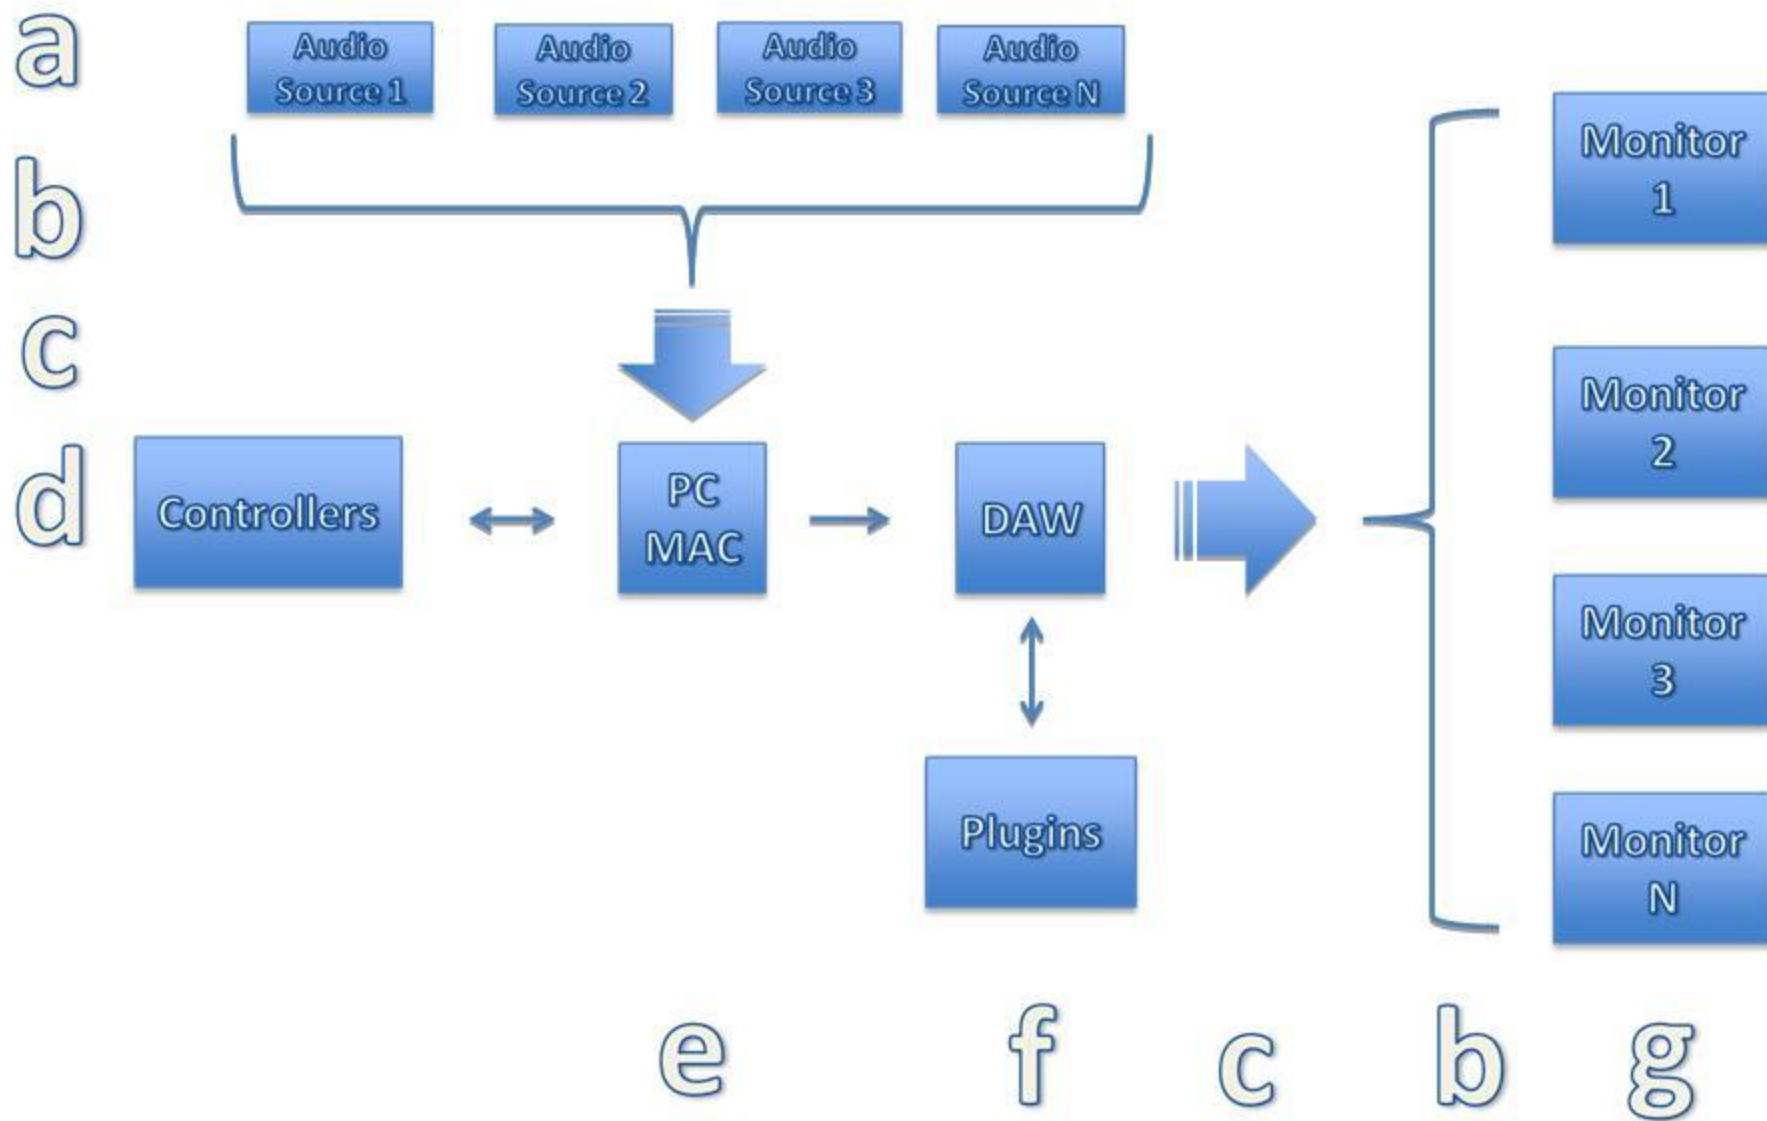 a
Audio
Source 1
Audio
Source 2
Audio
Source 3
Audio
Source N
b
c
d
Controllers
PC
MAC
DAW
Plugins
Monitor
1
Monitor
2
Monitor
3
Monitor
N
e
f
c
b
g